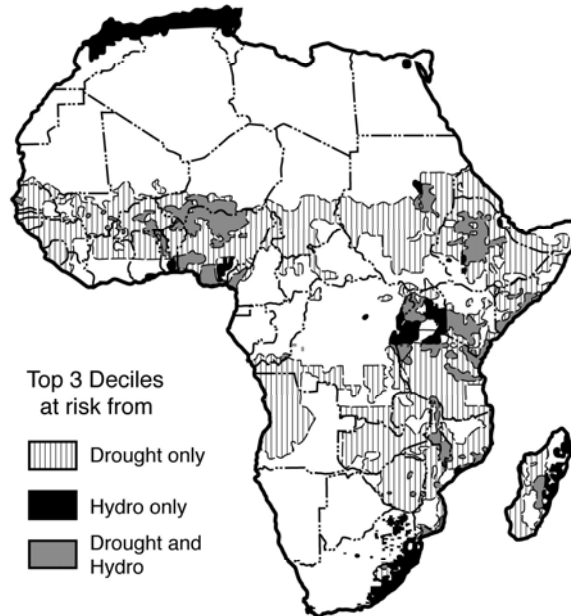 Top 3 Deciles
at risk from
Drought only
Hydro only
Drought and
Hydro